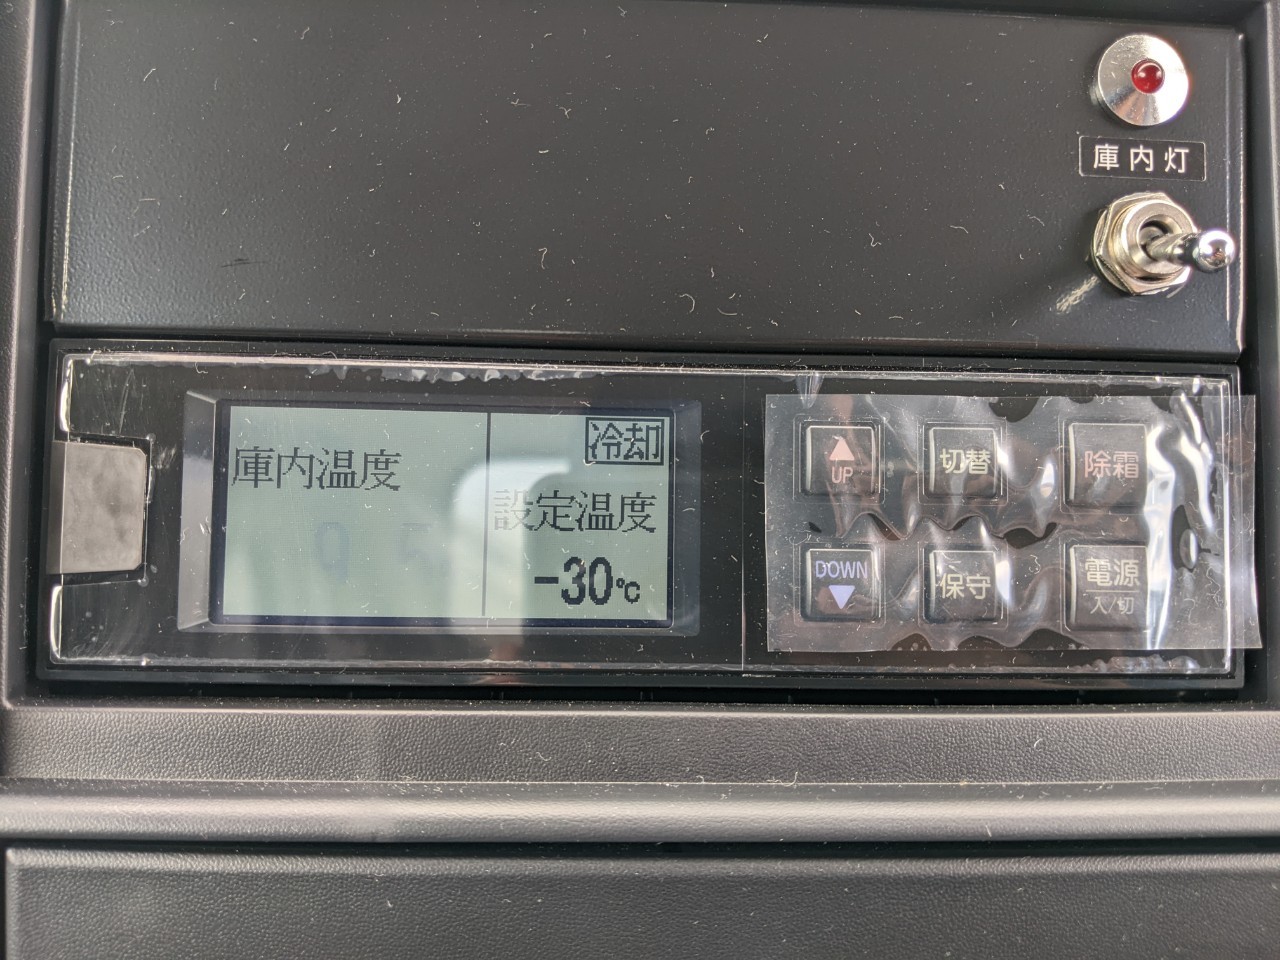 庫内灯
庫内温度
冷却
設定温度
-30℃
UP
切替
除霜
DOWN
保守
電源
入/切